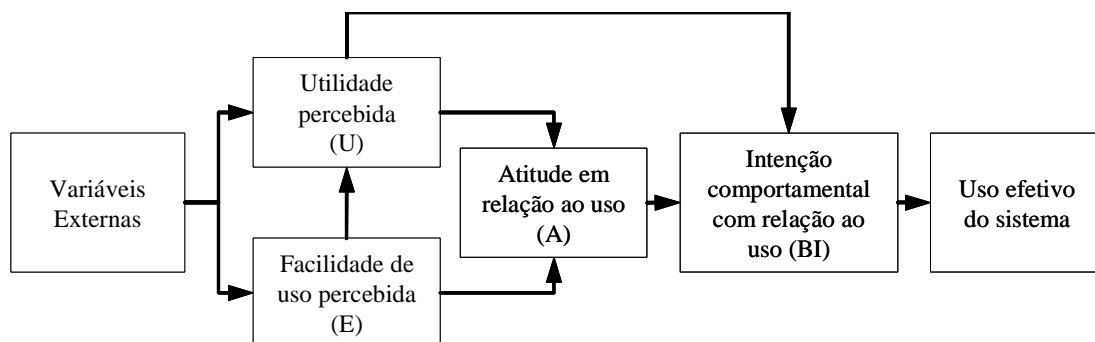 Variáveis
Externas
Utilidade
percebida
(U)
Facilidade de
uso percebida
(E)
Atitude em
relação ao uso
(A)
Intenção
comportamental
com relação ao
uso (BI)
Uso efetivo
do sistema